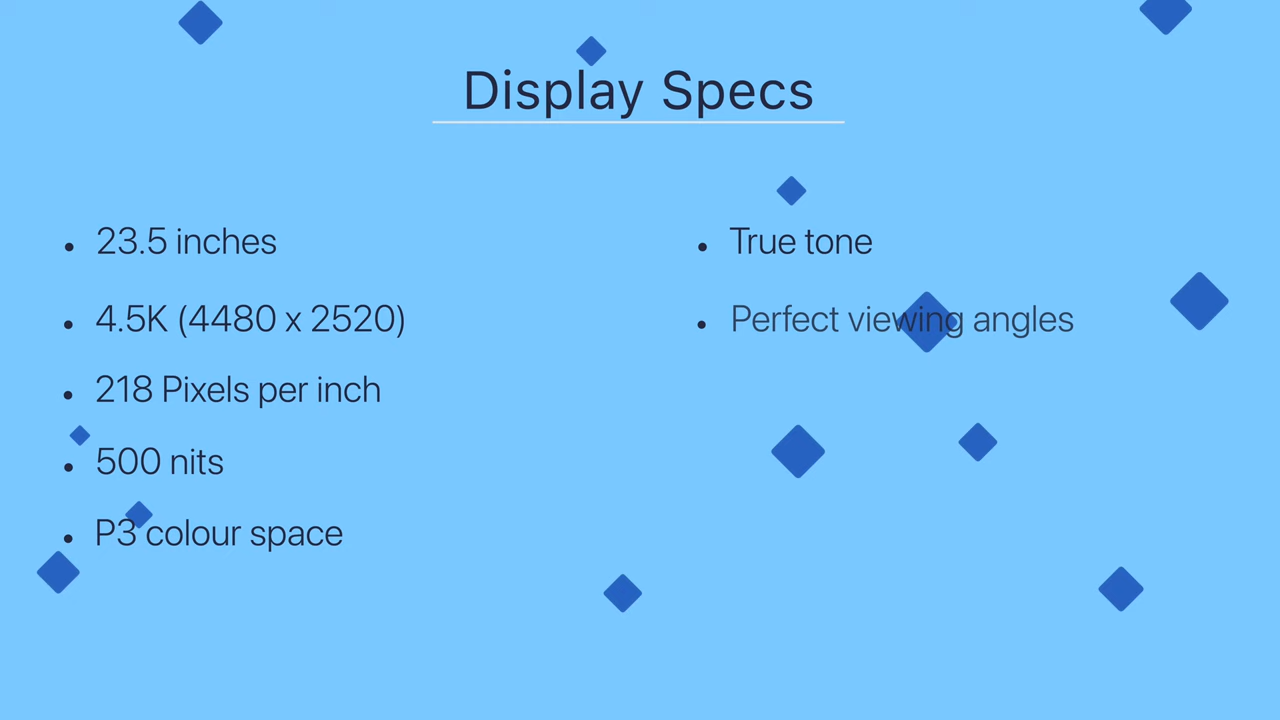 Display Specs
• 23.5 inches
• 4.5K (4480 x 2520)
• 218 Pixels per inch
• 500 nits
• P3 colour space
• True tone
• Perfect viewing angles